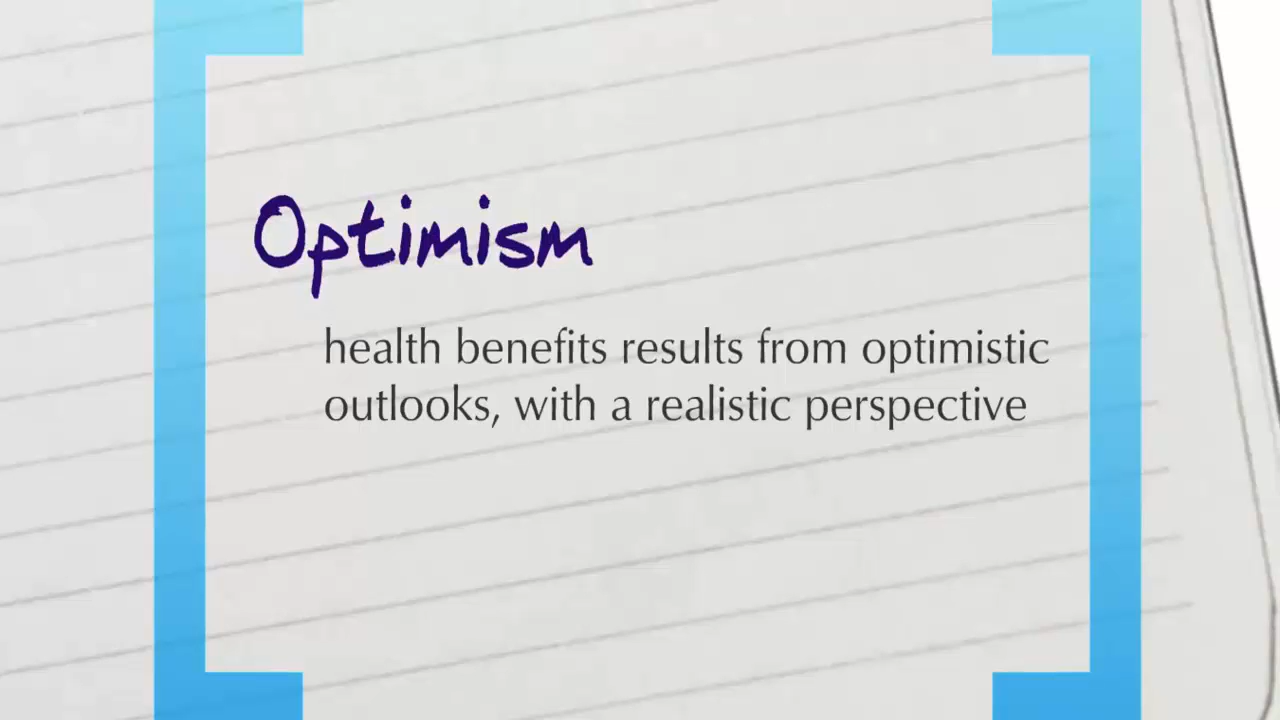 Optimism
health benefits results from optimistic
outlooks, with a realistic perspective